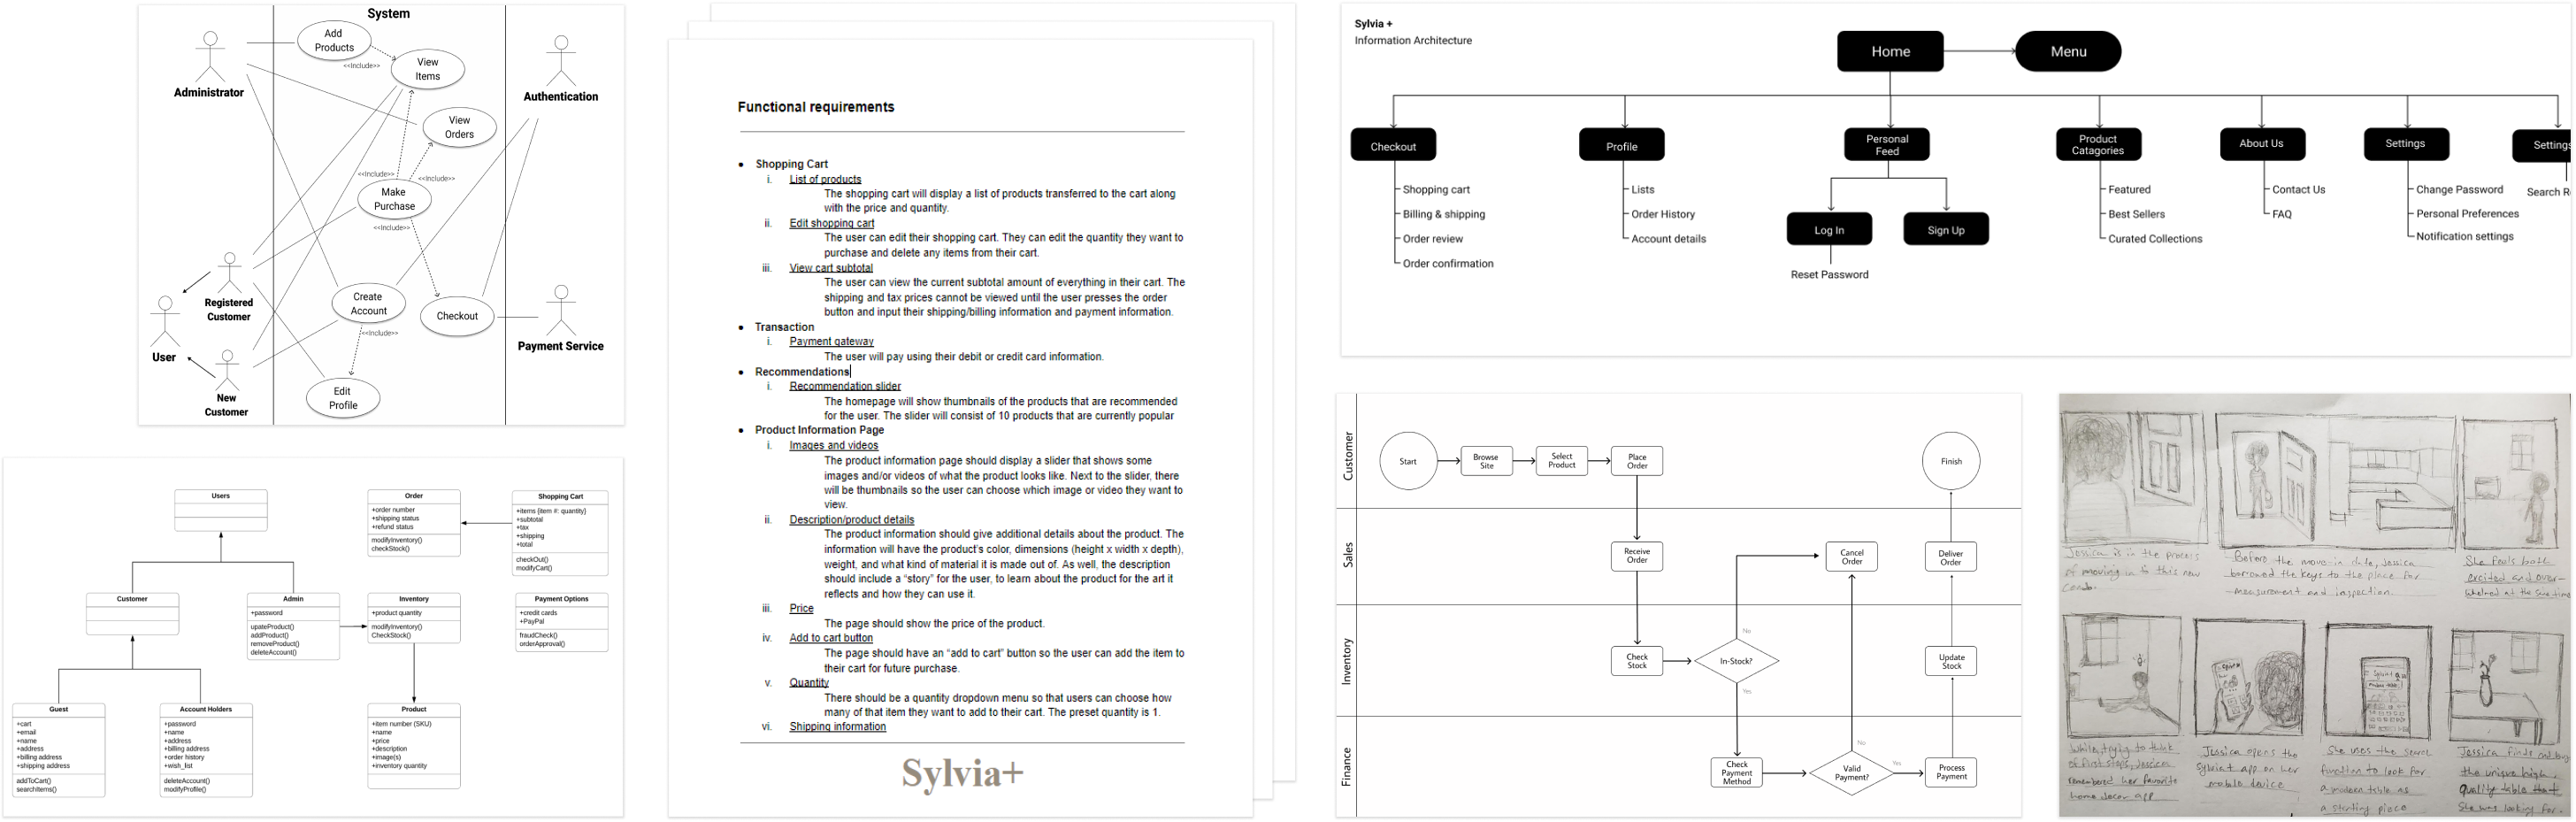 System
Add
Products
<<Include>>
View
Items
Administrator
Authentication
View
Orders
<<Include>>
<<Include>>
Make
Purchase
<<Include>>
Registered
Customer
Create
Account
Checkout
<<Include>>
User
Payment Service
New
Customer
Edit
Profile
Users
Order
+order number
+shipping status
+refund status
modifyInventory()
checkStock()
Shopping Cart
+items {item #: quantity}
+subtotal
+tax
+shipping
+total
checkOut()
modifyCart()
Customer
Admin
+password
upateProduct()
addProduct()
removeProduct()
deleteAccount()
Inventory
+product quantity
modifyInventory()
CheckStock()
Payment Options
+credit cards
+PayPal
fraudCheck()
orderApproval()
Guest
+cart
+email
+name
+address
+billing address
+shipping address
addToCart()
searchItems()
Account Holders
+password
+name
+address
+billing address
+order history
+wish_list
deleteAccount()
modifyProfile()
Product
+item number (SKU)
+name
+price
+description
+image(s)
+inventory quantity
Functional requirements
● Shopping Cart
i. List of products
The shopping cart will display a list of products transferred to the cart along
with the price and quantity.
ii. Edit shopping cart
The user can edit their shopping cart. They can edit the quantity they want to
purchase and delete any items from their cart.
iii. View cart subtotal
The user can view the current subtotal amount of everything in their cart. The
shipping and tax prices cannot be viewed until the user presses the order
button and input their shipping/billing information and payment information.
● Transaction
i. Payment gateway
The user will pay using their debit or credit card information.
● Recommendations
i. Recommendation slider
The homepage will show thumbnails of the products that are recommended
for the user. The slider will consist of 10 products that are currently popular
● Product Information Page
i. Images and videos
The product information page should display a slider that shows some
images and/or videos of what the product looks like. Next to the slider, there
will be thumbnails so the user can choose which image or video they want to
view.
ii. Description/product details
The product information should give additional details about the product. The
information will have the product's color, dimensions (height x width x depth),
weight, and what kind of material it is made out of. As well, the description
should include a “story” for the user, to learn about the product for the art it
reflects and how they can use it.
iii. Price
The page should show the price of the product.
iv. Add to cart button
The page should have an “add to cart” button so the user can add the item to
their cart for future purchase.
v. Quantity
There should be a quantity dropdown menu so that users can choose how
many of that item they want to add to their cart. The preset quantity is 1.
vi. Shipping information
Sylvia+
Sylvia +
Information Architecture
Home
Menu
Checkout
Shopping cart
Billing & shipping
Order review
Order confirmation
Profile
Lists
Order History
Account details
Personal
Feed
Log In
Reset Password
Sign Up
Product
Catagories
Featured
Best Sellers
Curated Collections
About Us
Contact Us
FAQ
Settings
Change Password
Personal Preferences
Notification settings
Settings
Search R
Customer
Start
Browse
Site
Select
Product
Place
Order
Finish
Sales
Receive
Order
Cancel
Order
Deliver
Order
Inventory
Check
Stock
In-Stock?
No
Yes
Update
Stock
Finance
Check
Payment
Method
Valid
Payment?
No
Yes
Process
Payment
Jessica is in the process
of moving in to this new
condo.
Before the move-in date, Jessica
borrowed the keys to the place for
measurement and inspection.
She feels both
excited and over-
whelmed at the same time
While trying to think
of first steps, Jessica
remembered her favorite
home decor app
Jessica opens the
Sylvia+ app on her
mobile device
She uses the search
function to look for
a modern table as
a starting piece
Jessica finds and buy
the unique high
quality table that
She was looking for.